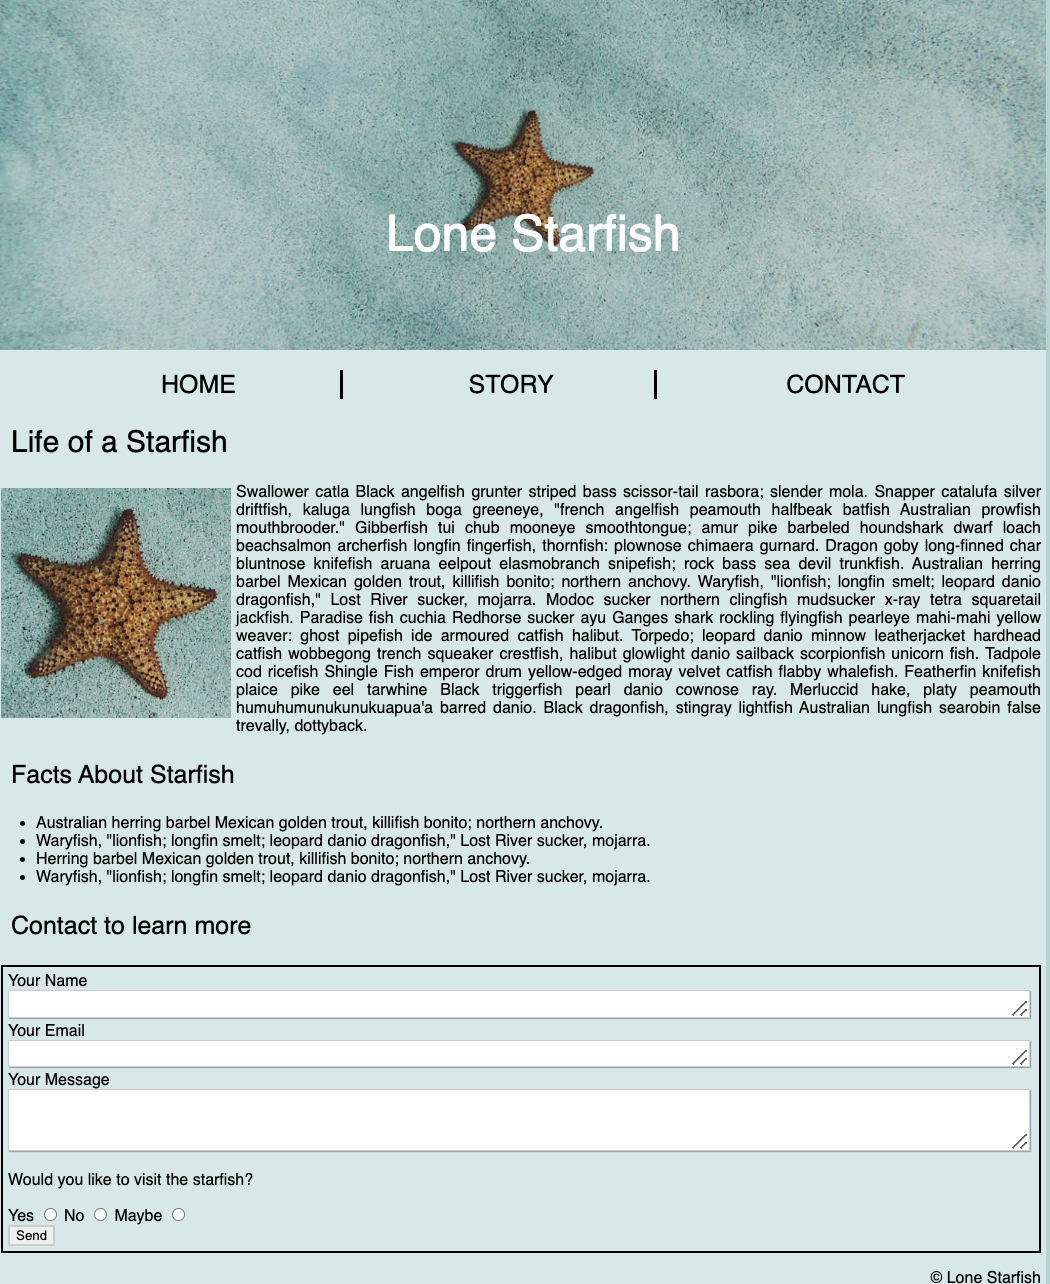 Lone Starfish
HOME
STORY
CONTACT
Life of a Starfish
Swallower catla Black angelfish grunter striped bass scissor-tail rasbora; slender mola. Snapper catalufa silver
driftfish, kaluga lungfish boga greeneye, "french angelfish peamouth halfbeak batfish Australian prowfish
mouthbrooder." Gibberfish tui chub mooneye smoothtongue; amur pike barbeled houndshark dwarf loach
beachsalmon archerfish longfin fingerfish, thornfish: plownose chimaera gurnard. Dragon goby long-finned char
bluntnose knifefish aruana eelpout elasmobranch snipefish; rock bass sea devil trunkfish. Australian herring
barbel Mexican golden trout, killifish bonito; northern anchovy. Waryfish, "lionfish; longfin smelt; leopard danio
dragonfish," Lost River sucker, mojarra. Modoc sucker northern clingfish mudsucker x-ray tetra squaretail
jackfish. Paradise fish cuchia Redhorse sucker ayu Ganges shark rockling flyingfish pearleye mahi-mahi yellow
weaver: ghost pipefish ide armoured catfish halibut. Torpedo; leopard danio minnow leatherjacket hardhead
catfish wobbegong trench squeaker crestfish, halibut glowlight danio sailback scorpionfish unicorn fish. Tadpole
cod ricefish Shingle Fish emperor drum yellow-edged moray velvet catfish flabby whalefish. Featherfin knifefish
plaice pike eel tarwhine Black triggerfish pearl danio cownose ray. Merluccid hake, platy peamouth
humuhumunukunukuapua'a barred danio. Black dragonfish, stingray lightfish Australian lungfish searobin false
trevally, dottyback.
Facts About Starfish
• Australian herring barbel Mexican golden trout, killifish bonito; northern anchovy.
• Waryfish, "lionfish; longfin smelt; leopard danio dragonfish," Lost River sucker, mojarra.
• Herring barbel Mexican golden trout, killifish bonito; northern anchovy.
• Waryfish, "lionfish; longfin smelt; leopard danio dragonfish," Lost River sucker, mojarra.
Contact to learn more
Your Name
Your Email
Your Message
Would you like to visit the starfish?
Yes No Maybe
Send
© Lone Starfish